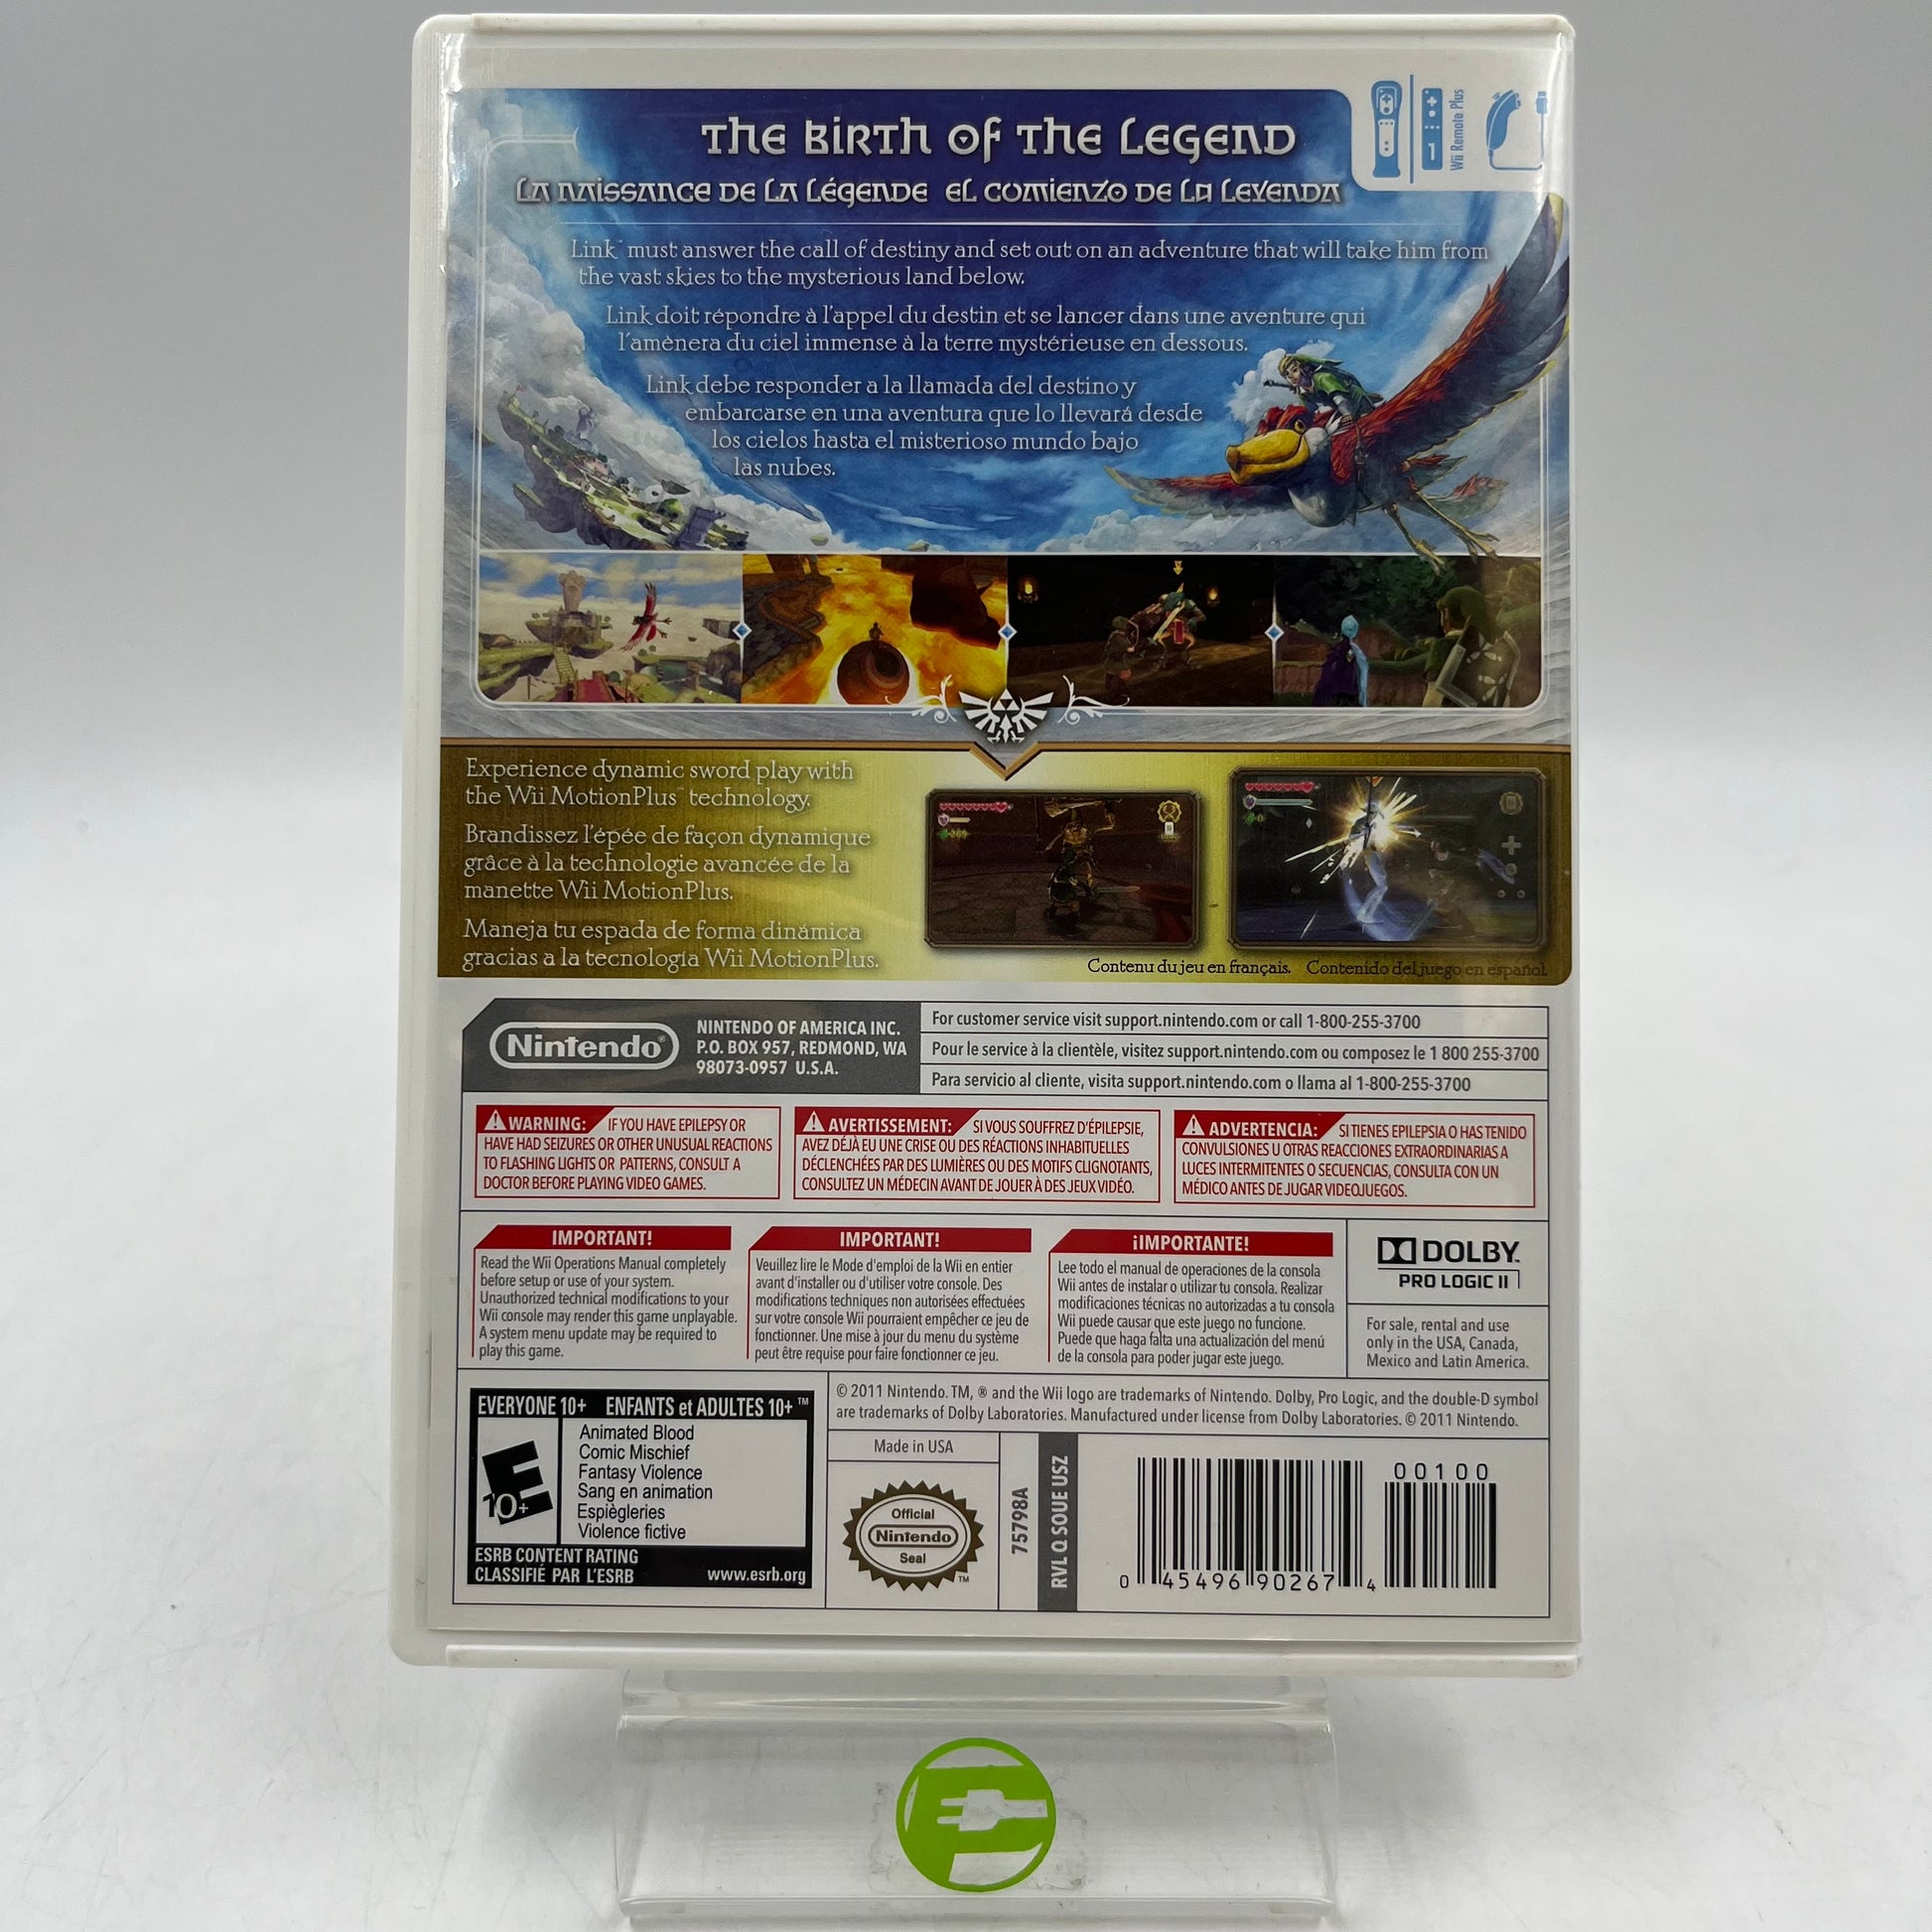 THE BIRTH OF THE LEGEND
LA NAISSANCE DE LA LÉGENDE EL COMIENZO DE LA LEYENDA
1
Wii Remote Plus
Link™ must answer the call of destiny and set out on an adventure that will take him from
the vast skies to the mysterious land below.
Link doit répondre à l'appel du destin et se lancer dans une aventure qui
l'amènera du ciel immense à la terre mystérieuse en dessous.
Link debe responder a la llamada del destino y
embarcarse en una aventura que lo llevará desde
los cielos hasta el misterioso mundo bajo
las nubes.
Experience dynamic sword play with
the Wii MotionPlus™ technology.
Brandissez l'épée de façon dynamique
grâce à la technologie avancée de la
manette Wii MotionPlus.
Maneja tu espada de forma dinámica
gracias a la tecnología Wii MotionPlus.
Contenu du jeu en français. Contenido del juego en español.
Nintendo®
NINTENDO OF AMERICA INC.
P.O. BOX 957, REDMOND, WA
98073-0957 U.S.A.
For customer service visit support.nintendo.com or call 1-800-255-3700
Pour le service à la clientèle, visitez support.nintendo.com ou composez le 1 800 255-3700
Para servicio al cliente, visita support.nintendo.com o llama al 1-800-255-3700
WARNING: IF YOU HAVE EPILEPSY OR
HAVE HAD SEIZURES OR OTHER UNUSUAL REACTIONS
TO FLASHING LIGHTS OR PATTERNS, CONSULT A
DOCTOR BEFORE PLAYING VIDEO GAMES.
AVERTISSEMENT: SI VOUS SOUFFREZ D'ÉPILEPSIE,
AVEZ DÉJÀ EU UNE CRISE OU DES RÉACTIONS INHABITUELLES
DÉCLENCHÉES PAR DES LUMIÈRES OU DES MOTIFS CLIGNOTANTS,
CONSULTEZ UN MÉDECIN AVANT DE JOUER À DES JEUX VIDÉO.
ADVERTENCIA: SI TIENES EPILEPSIA O HAS TENIDO
CONVULSIONES U OTRAS REACCIONES EXTRAORDINARIAS A
LUCES INTERMITENTES O SECUENCIAS, CONSULTA CON UN
MÉDICO ANTES DE JUGAR VIDEOJUEGOS.
IMPORTANT!
Read the Wii Operations Manual completely
before setup or use of your system.
Unauthorized technical modifications to your
Wii console may render this game unplayable.
A system menu update may be required to
play this game.
IMPORTANT!
Veuillez lire le Mode d'emploi de la Wii en entier
avant d'installer ou d'utiliser votre console. Des
modifications techniques non autorisées effectuées
sur votre console Wii pourraient empêcher ce jeu de
fonctionner. Une mise à jour du menu du système
peut être requise pour faire fonctionner ce jeu.
¡IMPORTANTE!
Lee todo el manual de operaciones de la consola
Wii antes de instalar o utilizar tu consola. Realizar
modificaciones técnicas no autorizadas a tu consola
Wii puede causar que este juego no funcione.
Puede que haga falta una actualización del menú
de la consola para poder jugar este juego.
DOLBY™
PRO LOGIC II
For sale, rental and use
only in the USA, Canada,
Mexico and Latin America.
EVERYONE 10+ ENFANTS et ADULTES 10+™
E
10+
Animated Blood
Comic Mischief
Fantasy Violence
Sang en animation
Espiègleries
Violence fictive
ESRB CONTENT RATING
CLASSIFIÉ PAR L'ESRB www.esrb.org
© 2011 Nintendo. TM, ® and the Wii logo are trademarks of Nintendo. Dolby, Pro Logic, and the double-D symbol
are trademarks of Dolby Laboratories. Manufactured under license from Dolby Laboratories. © 2011 Nintendo.
Made in USA
Official
Nintendo
Seal
™
75798A
RVL Q SOUE USZ
00100
0 45496 90267 4